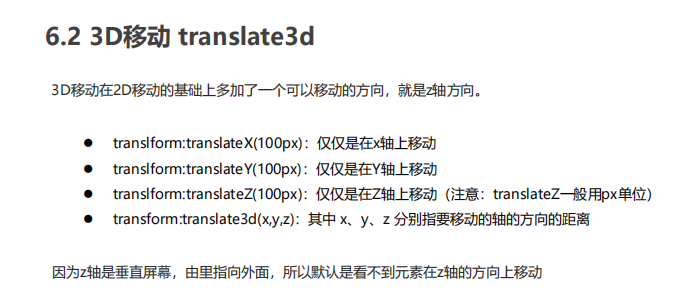 6.2 3D移动 translate3d
3D移动在2D移动的基础上多加了一个可以移动的方向，就是z轴方向。
● translform:translateX(100px)：仅仅是在x轴上移动
● translform:translateY(100px)：仅仅是在Y轴上移动
● translform:translateZ(100px)：仅仅是在Z轴上移动（注意：translateZ一般用px单位）
● transform:translate3d(x,y,z)：其中 x、y、z 分别指要移动的轴的方向的距离
因为z轴是垂直屏幕，由里指向外面，所以默认是看不到元素在z轴的方向上移动